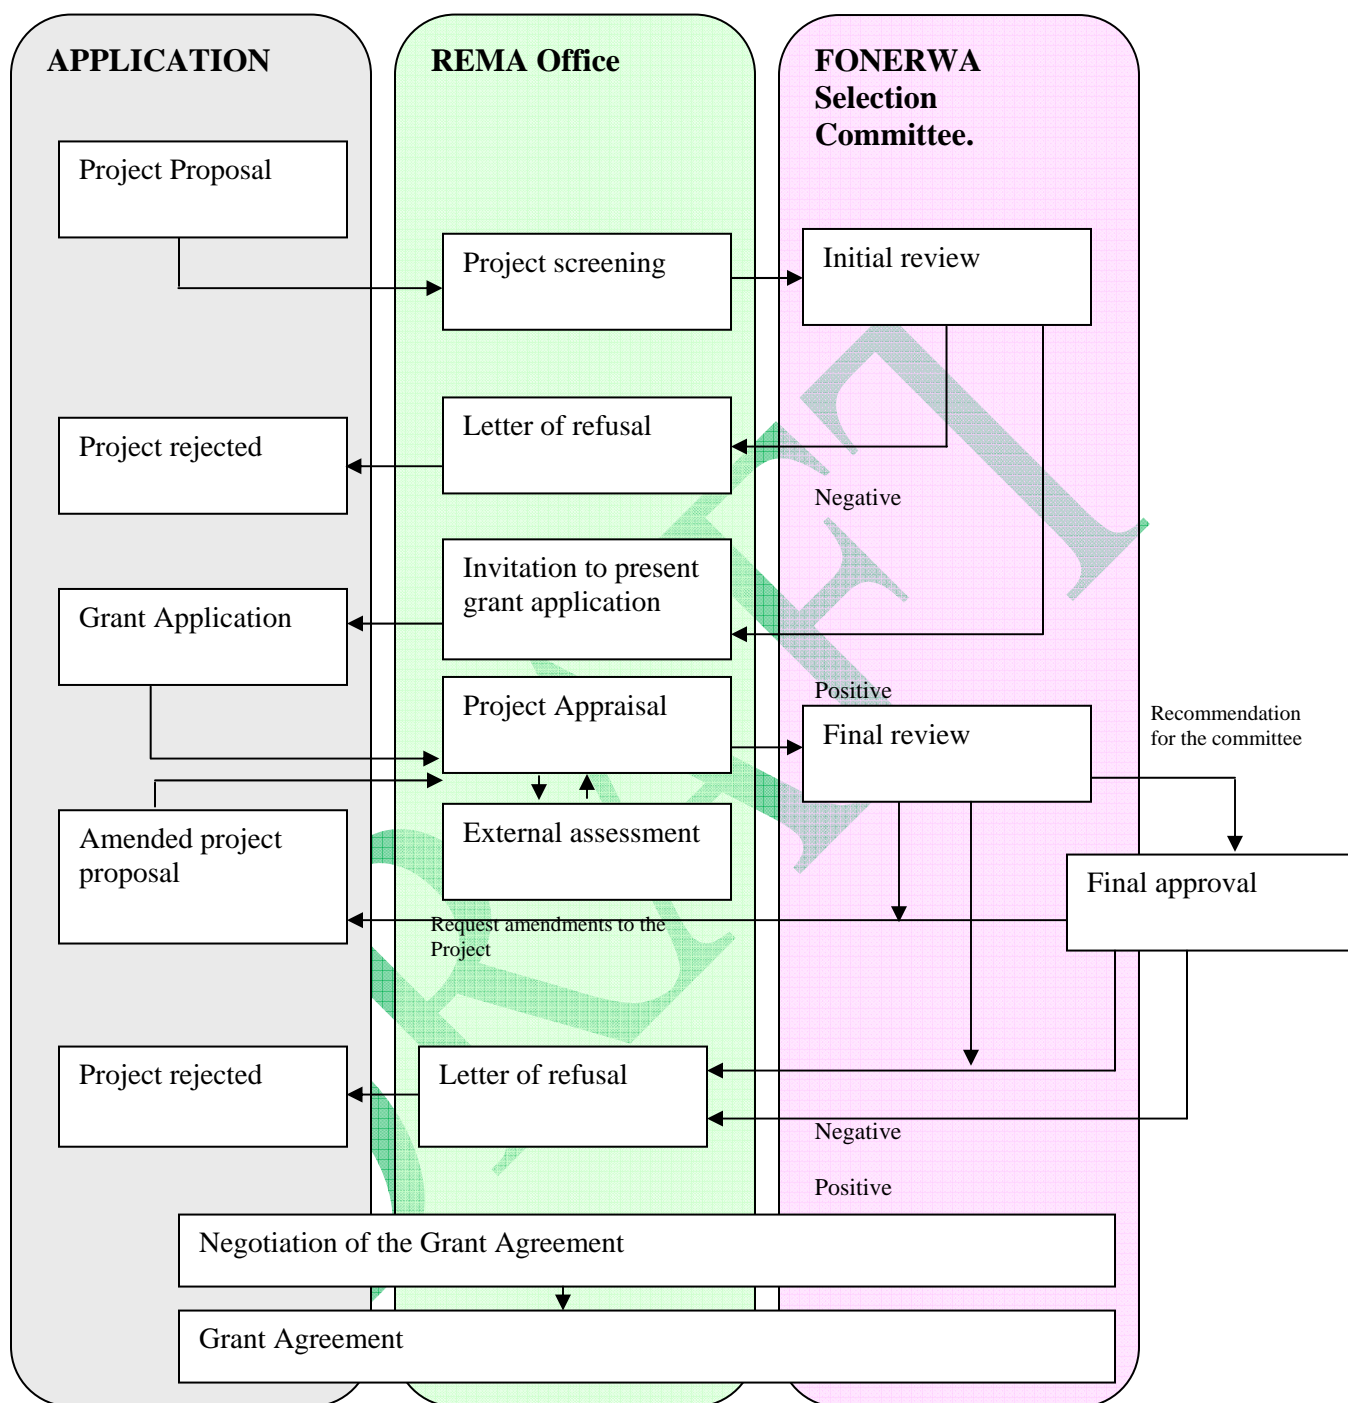 APPLICATION
REMA Office
FONERWA
Selection
Committee.
Project Proposal
Project screening
Initial review
Project rejected
Letter of refusal
Negative
Invitation to present
grant application
Grant Application
Positive
Project Appraisal
Final review
Recommendation
for the committee
Amended project
proposal
External assessment
Final approval
Request amendments to the
Project
Project rejected
Letter of refusal
Negative
Positive
Negotiation of the Grant Agreement
Grant Agreement
DRAFT